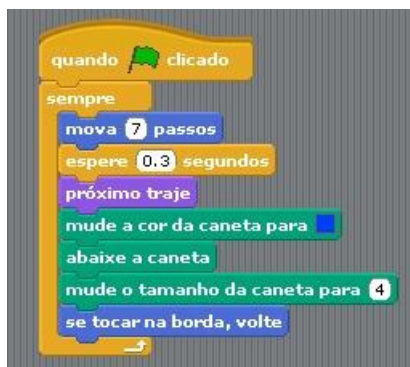 quando clicado
sempre
mova 7 passos
espere 0.3 segundos
próximo traje
mude a cor da caneta para
abaixe a caneta
mude o tamanho da caneta para 4
se tocar na borda, volte